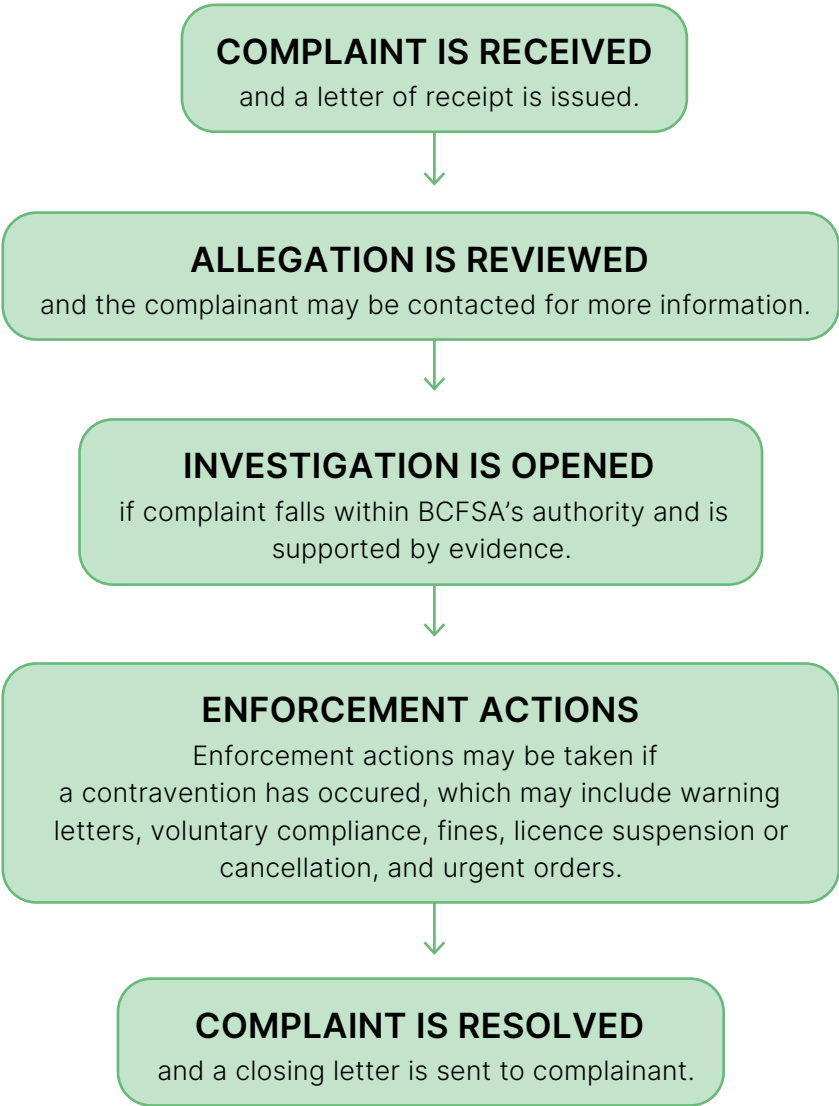 COMPLAINT IS RECEIVED
and a letter of receipt is issued.
ALLEGATION IS REVIEWED
and the complainant may be contacted for more information.
INVESTIGATION IS OPENED
if complaint falls within BCFSA’s authority and is
supported by evidence.
ENFORCEMENT ACTIONS
Enforcement actions may be taken if
a contravention has occured, which may include warning
letters, voluntary compliance, fines, licence suspension or
cancellation, and urgent orders.
COMPLAINT IS RESOLVED
and a closing letter is sent to complainant.